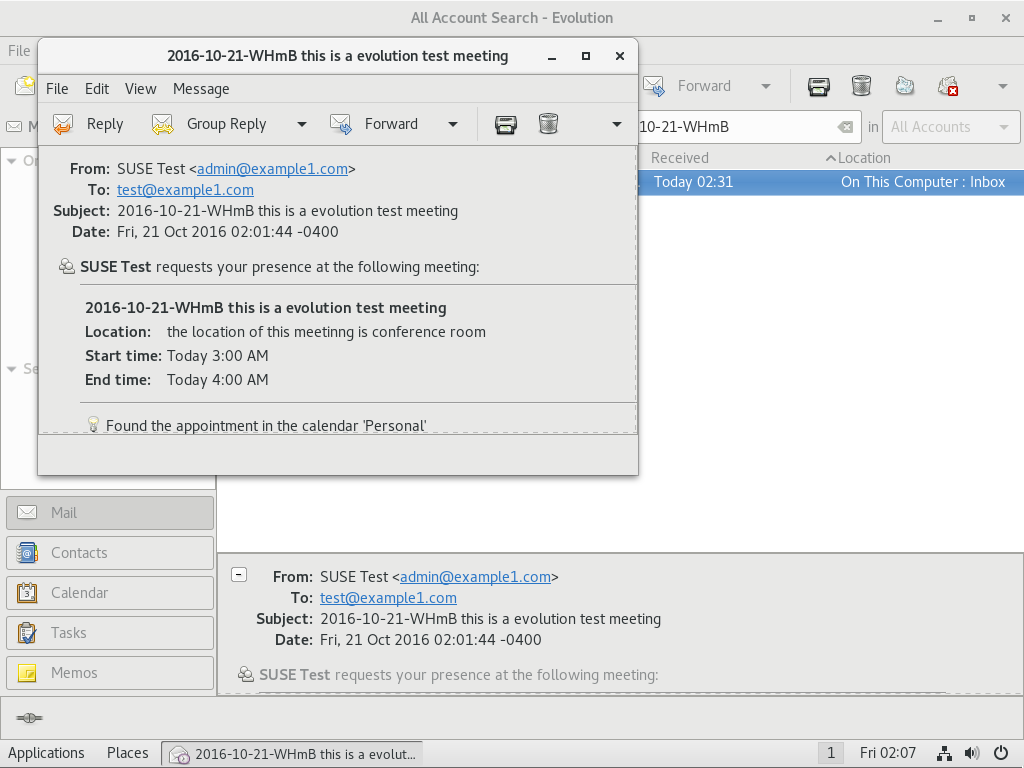 All Account Search - Evolution
File
2016-10-21-WHmB this is a evolution test meeting
File Edit View Message
Reply Group Reply Forward
Forward
10-21-WHmB in All Accounts
Received Location
Today 02:31 On This Computer : Inbox
From: SUSE Test <admin@example1.com>
To: test@example1.com
Subject: 2016-10-21-WHmB this is a evolution test meeting
Date: Fri, 21 Oct 2016 02:01:44 -0400
SUSE Test requests your presence at the following meeting:
2016-10-21-WHmB this is a evolution test meeting
Location: the location of this meetinng is conference room
Start time: Today 3:00 AM
End time: Today 4:00 AM
Found the appointment in the calendar 'Personal'
Mail
Contacts
Calendar
Tasks
Memos
From: SUSE Test <admin@example1.com>
To: test@example1.com
Subject: 2016-10-21-WHmB this is a evolution test meeting
Date: Fri, 21 Oct 2016 02:01:44 -0400
SUSE Test requests your presence at the following meeting:
Applications Places 2016-10-21-WHmB this is a evolut... 1 Fri 02:07